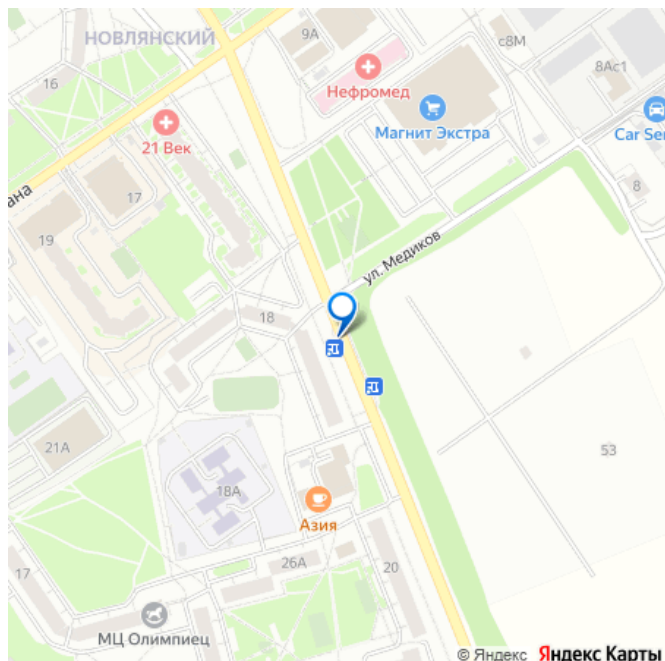 НОВЛЯНСКИЙ
9А
с8М
8Ас1
16
Нефромед
Магнит Экстра
Car Ser
21 Век
ана
17
8
19
ул. Медиков
18
21А
53
18А
Азия
17
26А
20
МЦ Олимпиец
© Яндекс Яндекс Карты